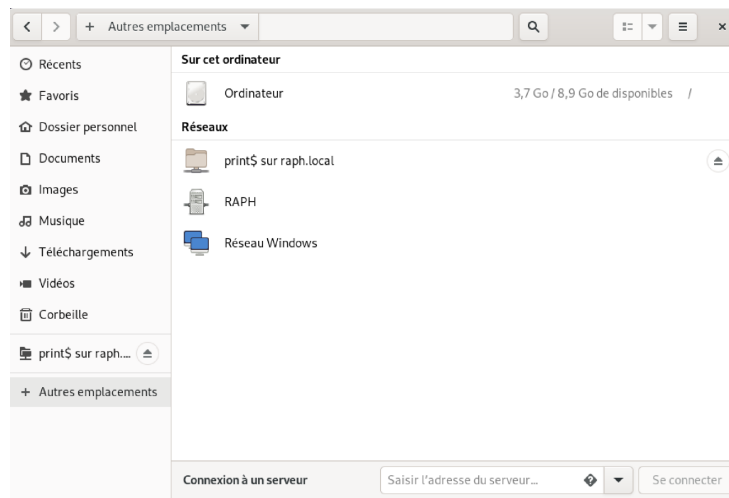 Autres emplacements
Récents
Favoris
Dossier personnel
Documents
Images
Musique
Téléchargements
Vidéos
Corbeille
print$ sur raph....
Autres emplacements
Sur cet ordinateur
Ordinateur 3,7 Go / 8,9 Go de disponibles /
Réseaux
print$ sur raph.local
RAPH
Réseau Windows
Connexion à un serveur Saisir l'adresse du serveur... Se connecter